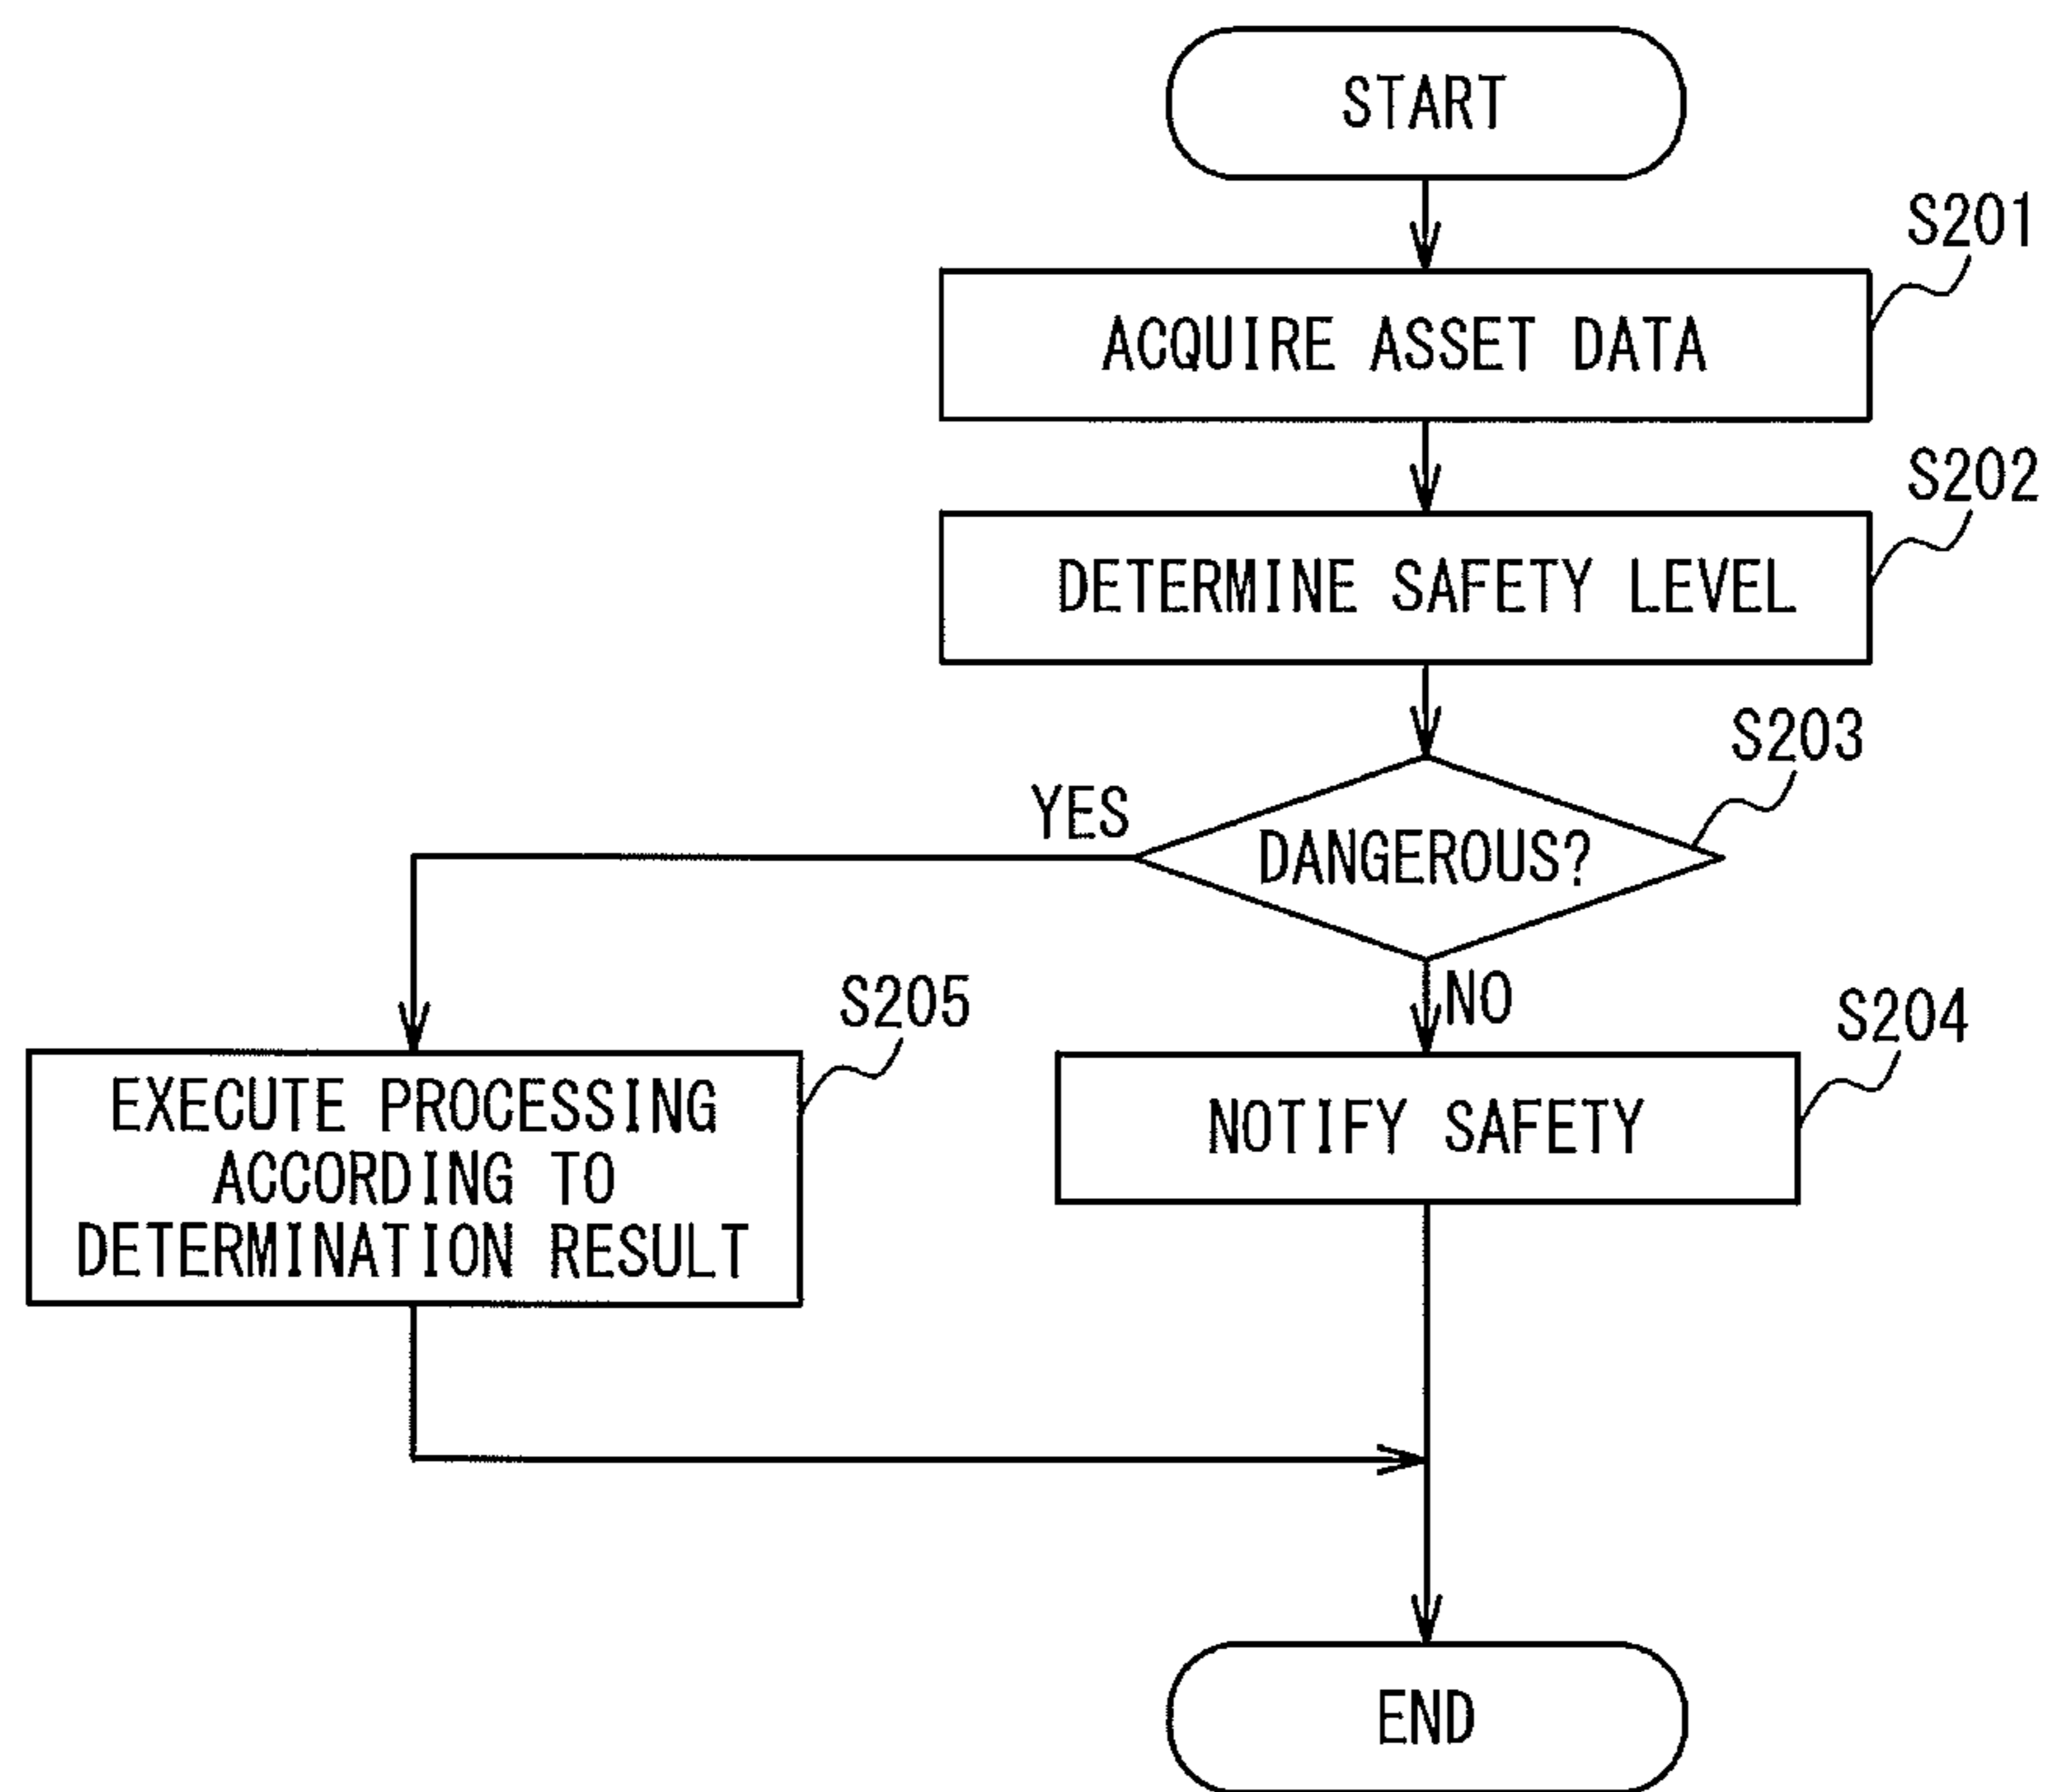 START
S201
ACQUIRE ASSET DATA
S202
DETERMINE SAFETY LEVEL
S203
YES
DANGEROUS?
NO
S205
S204
EXECUTE PROCESSING
ACCORDING TO
DETERMINATION RESULT
NOTIFY SAFETY
END